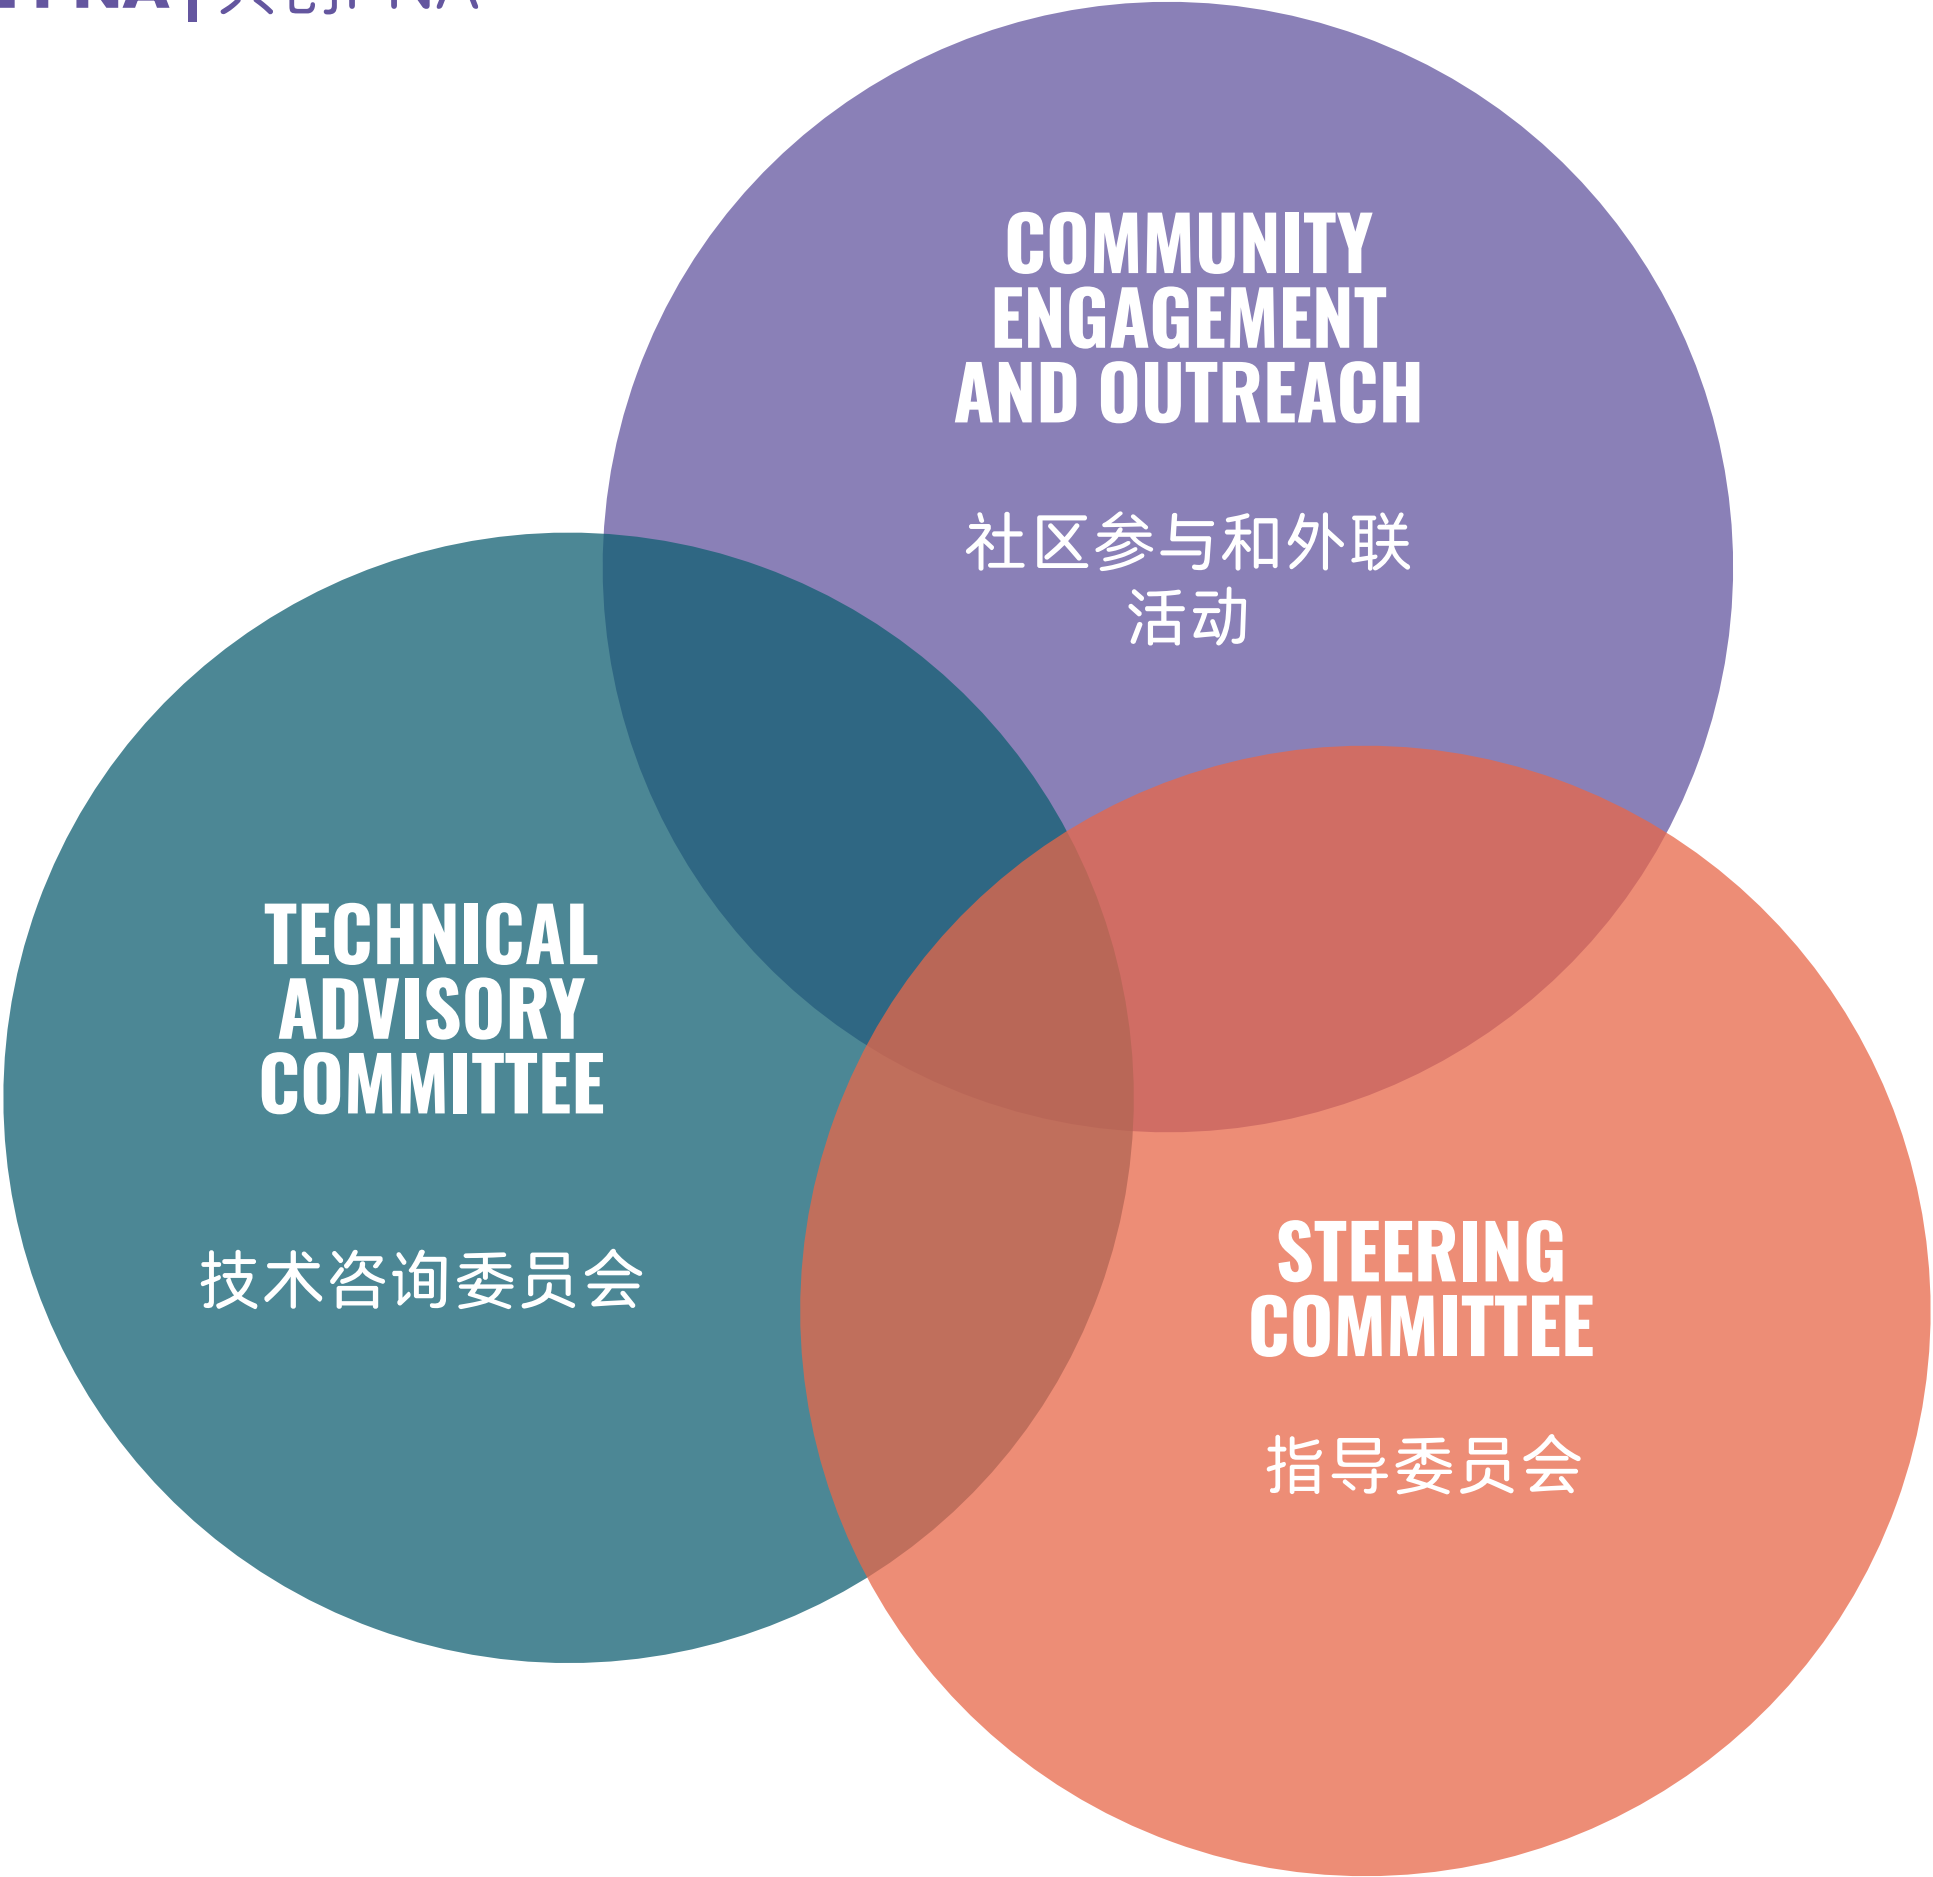 COMMUNITY
ENGAGEMENT
AND OUTREACH
社区参与和外联
活动
TECHNICAL
ADVISORY
COMMITTEE
技术咨询委员会
STEERING
COMMITTEE
指导委员会